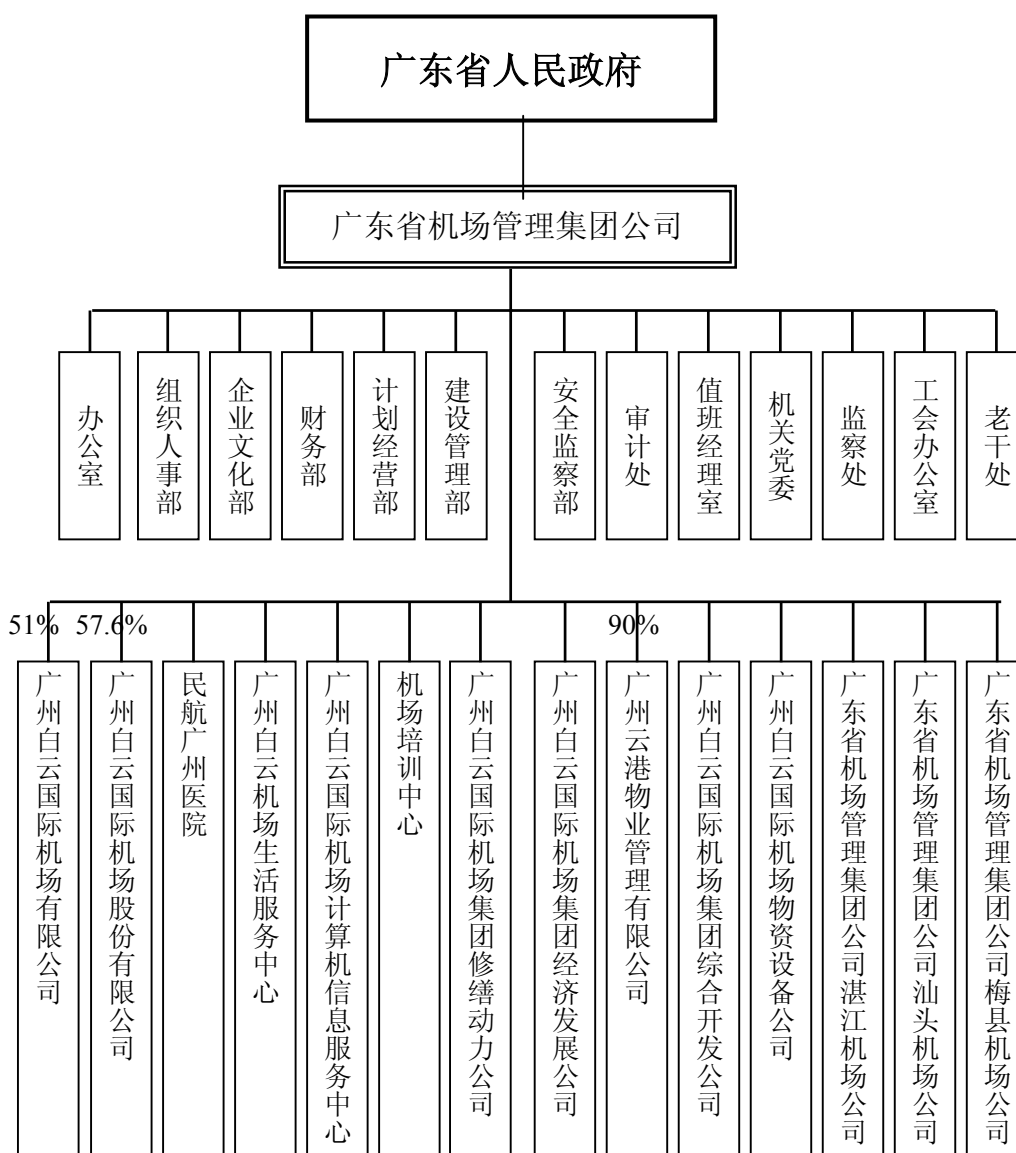 广东省人民政府
广东省机场管理集团公司
办公室
组织人事部
企业文化部
财务部
计划经营部
建设管理部
安全监察部
审计处
值班经理室
机关党委
监察处
工会办公室
老干处
51%
57.6%
90%
广州白云国际机场有限公司
广州白云国际机场股份有限公司
民航广州医院
广州白云机场生活服务中心
广州白云国际机场计算机信息服务中心
机场培训中心
广州白云国际机场集团修缮动力公司
广州白云国际机场集团经济发展公司
广州云港物业管理有限公司
广州白云国际机场集团综合开发公司
广州白云国际机场物资设备公司
广东省机场管理集团公司湛江机场公司
广东省机场管理集团公司汕头机场公司
广东省机场管理集团公司梅县机场公司